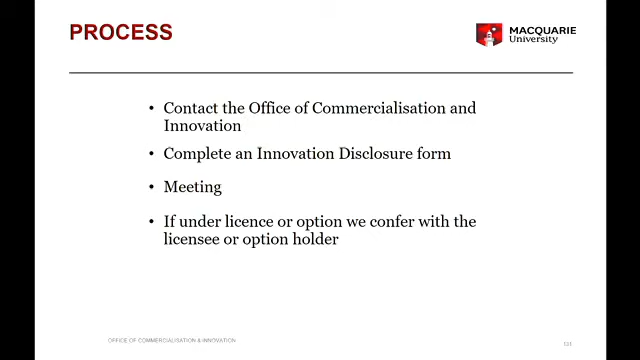 PROCESS
MACQUARIE
University
• Contact the Office of Commercialisation and
Innovation
• Complete an Innovation Disclosure form
• Meeting
• If under licence or option we confer with the
licensee or option holder
OFFICE OF COMMERCIALISATION & INNOVATION